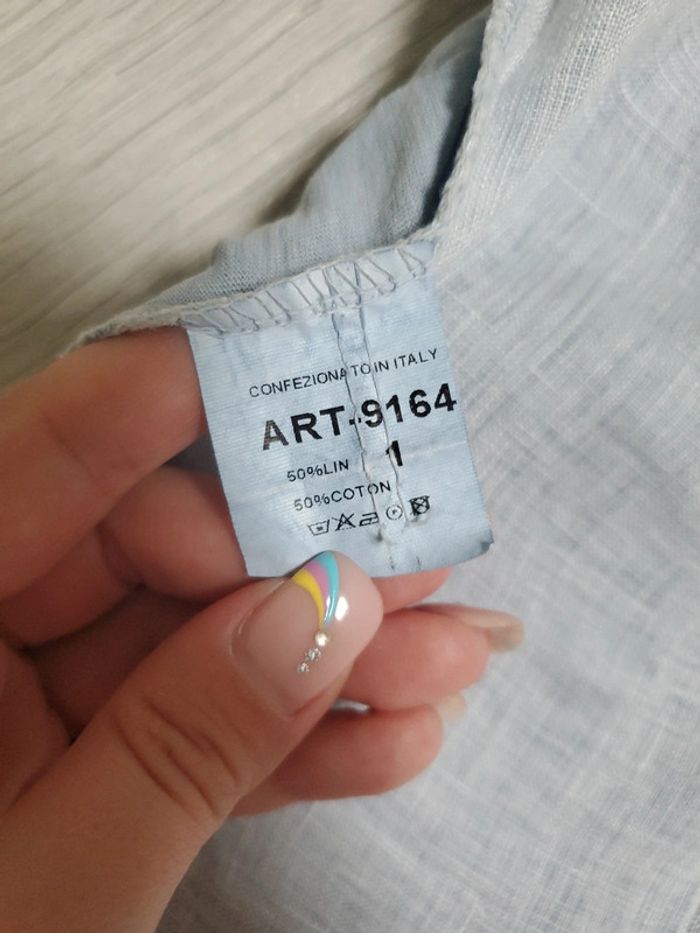 CONFEZIONATO IN ITALY
ART-9164
1
50%LIN
50%COTON